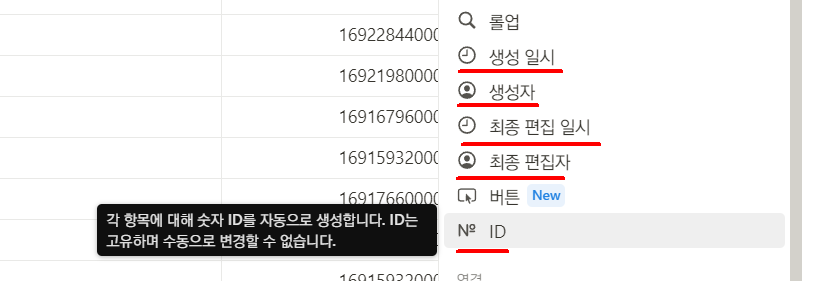 롤업
16922844000
생성 일시
16921980000
생성자
16916796000
최종 편집 일시
16915932000
최종 편집자
16917660000
버튼 New
각 항목에 대해 숫자 ID를 자동으로 생성합니다. ID는
고유하며 수동으로 변경할 수 없습니다.
№ ID
16915932000
연결